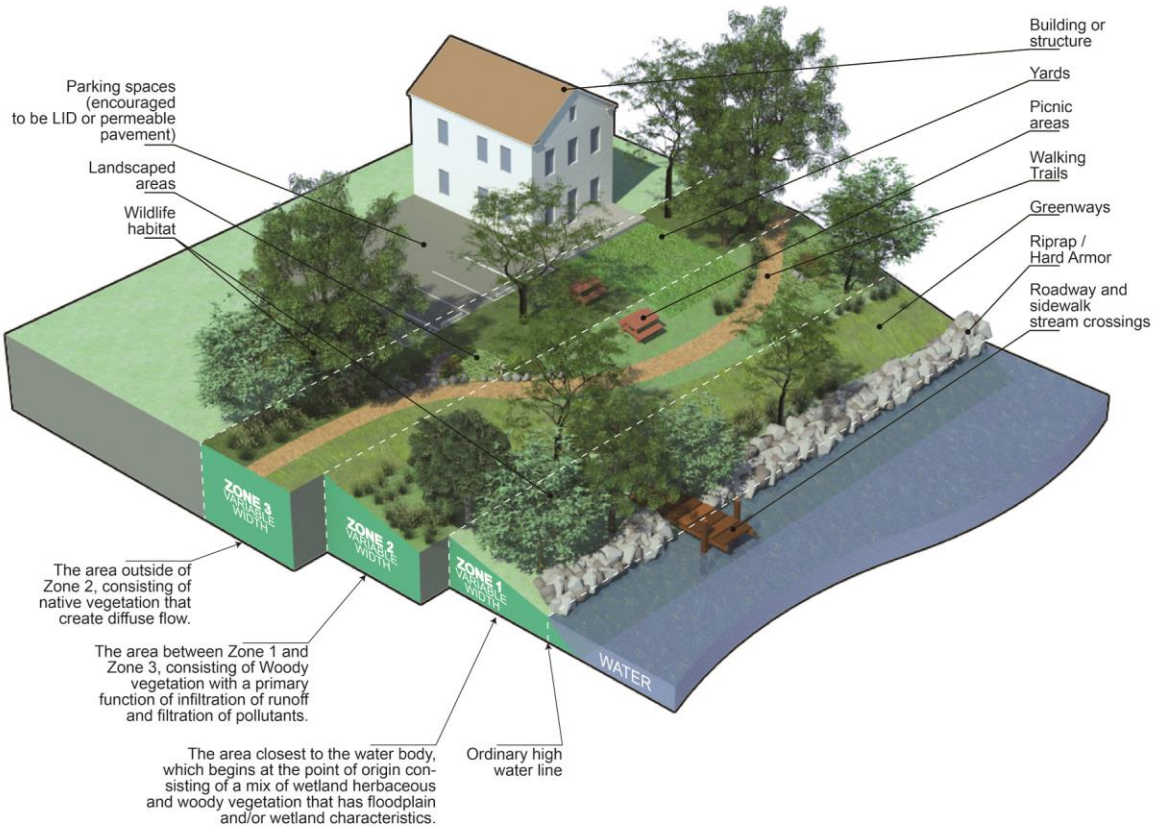 Parking spaces
(encouraged
to be LID or permeable
pavement)
Landscaped
areas
Wildlife
habitat
Building or
structure
Yards
Picnic
areas
Walking
Trails
Greenways
Riprap /
Hard Armor
Roadway and
sidewalk
stream crossings
ZONE 3
VARIABLE
WIDTH
ZONE 2
VARIABLE
WIDTH
ZONE 1
VARIABLE
WIDTH
WATER
The area outside of
Zone 2, consisting of
native vegetation that
create diffuse flow.
The area between Zone 1 and
Zone 3, consisting of Woody
vegetation with a primary
function of infiltration of runoff
and filtration of pollutants.
The area closest to the water body,
which begins at the point of origin con-
sisting of a mix of wetland herbaceous
and woody vegetation that has floodplain
and/or wetland characteristics.
Ordinary high
water line